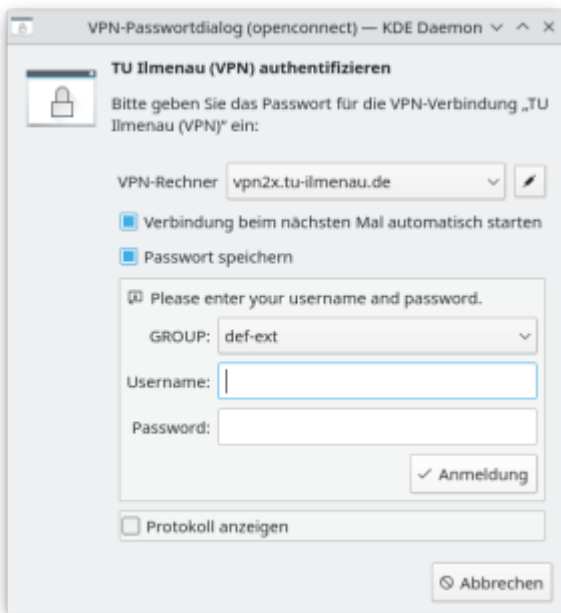 VPN-Passwortdialog (openconnect) — KDE Daemon
TU Ilmenau (VPN) authentifizieren
Bitte geben Sie das Passwort für die VPN-Verbindung „TU
Ilmenau (VPN)“ ein:
VPN-Rechner vpn2x.tu-ilmenau.de
Verbindung beim nächsten Mal automatisch starten
Passwort speichern
Please enter your username and password.
GROUP: def-ext
Username:
Password:
Anmeldung
Protokoll anzeigen
Abbrechen